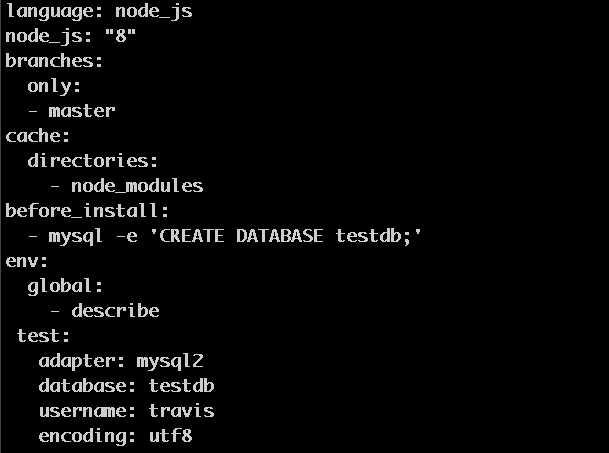 language: node_js
node_js: "8"
branches:
  only:
  - master
cache:
  directories:
    - node_modules
before_install:
  - mysql -e 'CREATE DATABASE testdb;'
env:
  global:
    - describe
 test:
   adapter: mysql2
   database: testdb
   username: travis
   encoding: utf8